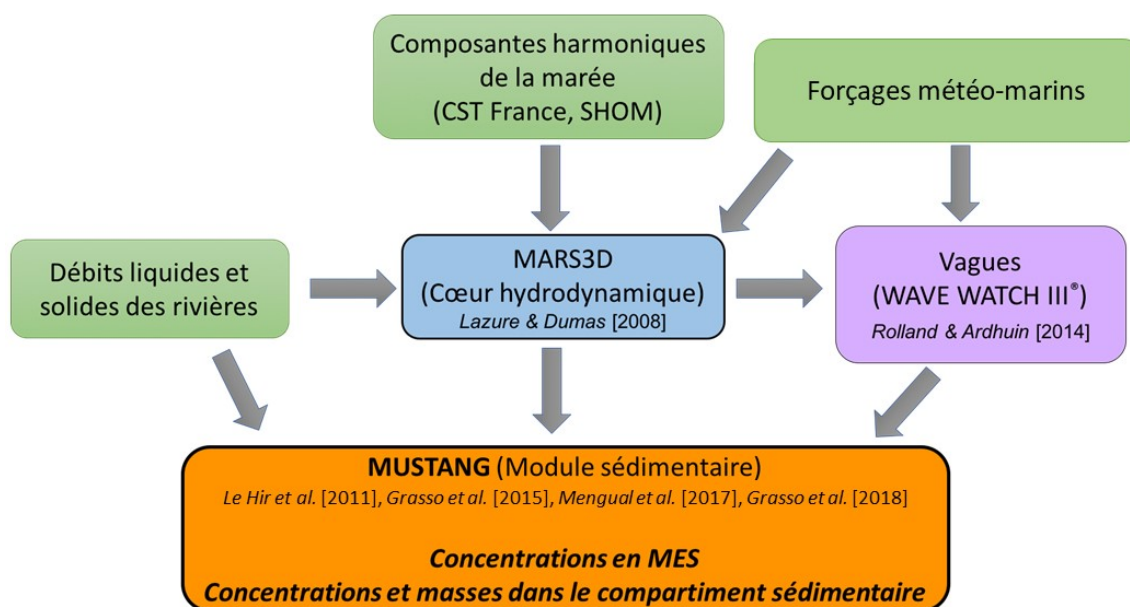 Composantes harmoniques
de la marée
(CST France, SHOM)
Forçages météo-marins
Débits liquides et
solides des rivières
MARS3D
(Cœur hydrodynamique)
Lazure & Dumas [2008]
Vagues
(WAVE WATCH III®)
Rolland & Ardhuin [2014]
MUSTANG (Module sédimentaire)
Le Hir et al. [2011], Grasso et al. [2015], Mengual et al. [2017], Grasso et al. [2018]
Concentrations en MES
Concentrations et masses dans le compartiment sédimentaire